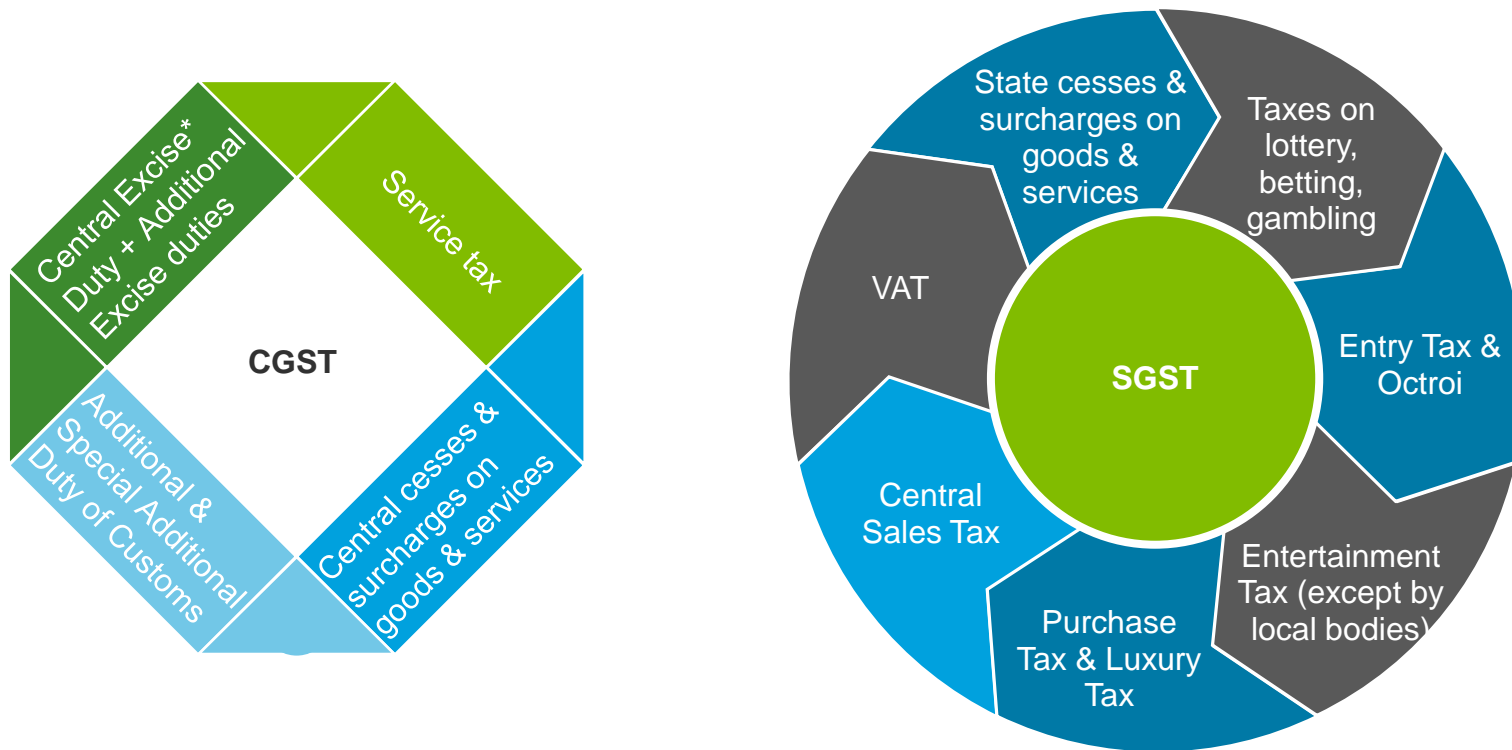 Central Excise*
Duty + Additional
Excise duties
Service tax
CGST
Additional &
Special Additional
Duty of Customs
Central cesses &
surcharges on
goods & services
State cesses &
surcharges on
goods &
services
Taxes on
lottery,
betting,
gambling
VAT
SGST
Entry Tax &
Octroi
Central
Sales Tax
Entertainment
Tax (except by
local bodies)
Purchase
Tax & Luxury
Tax